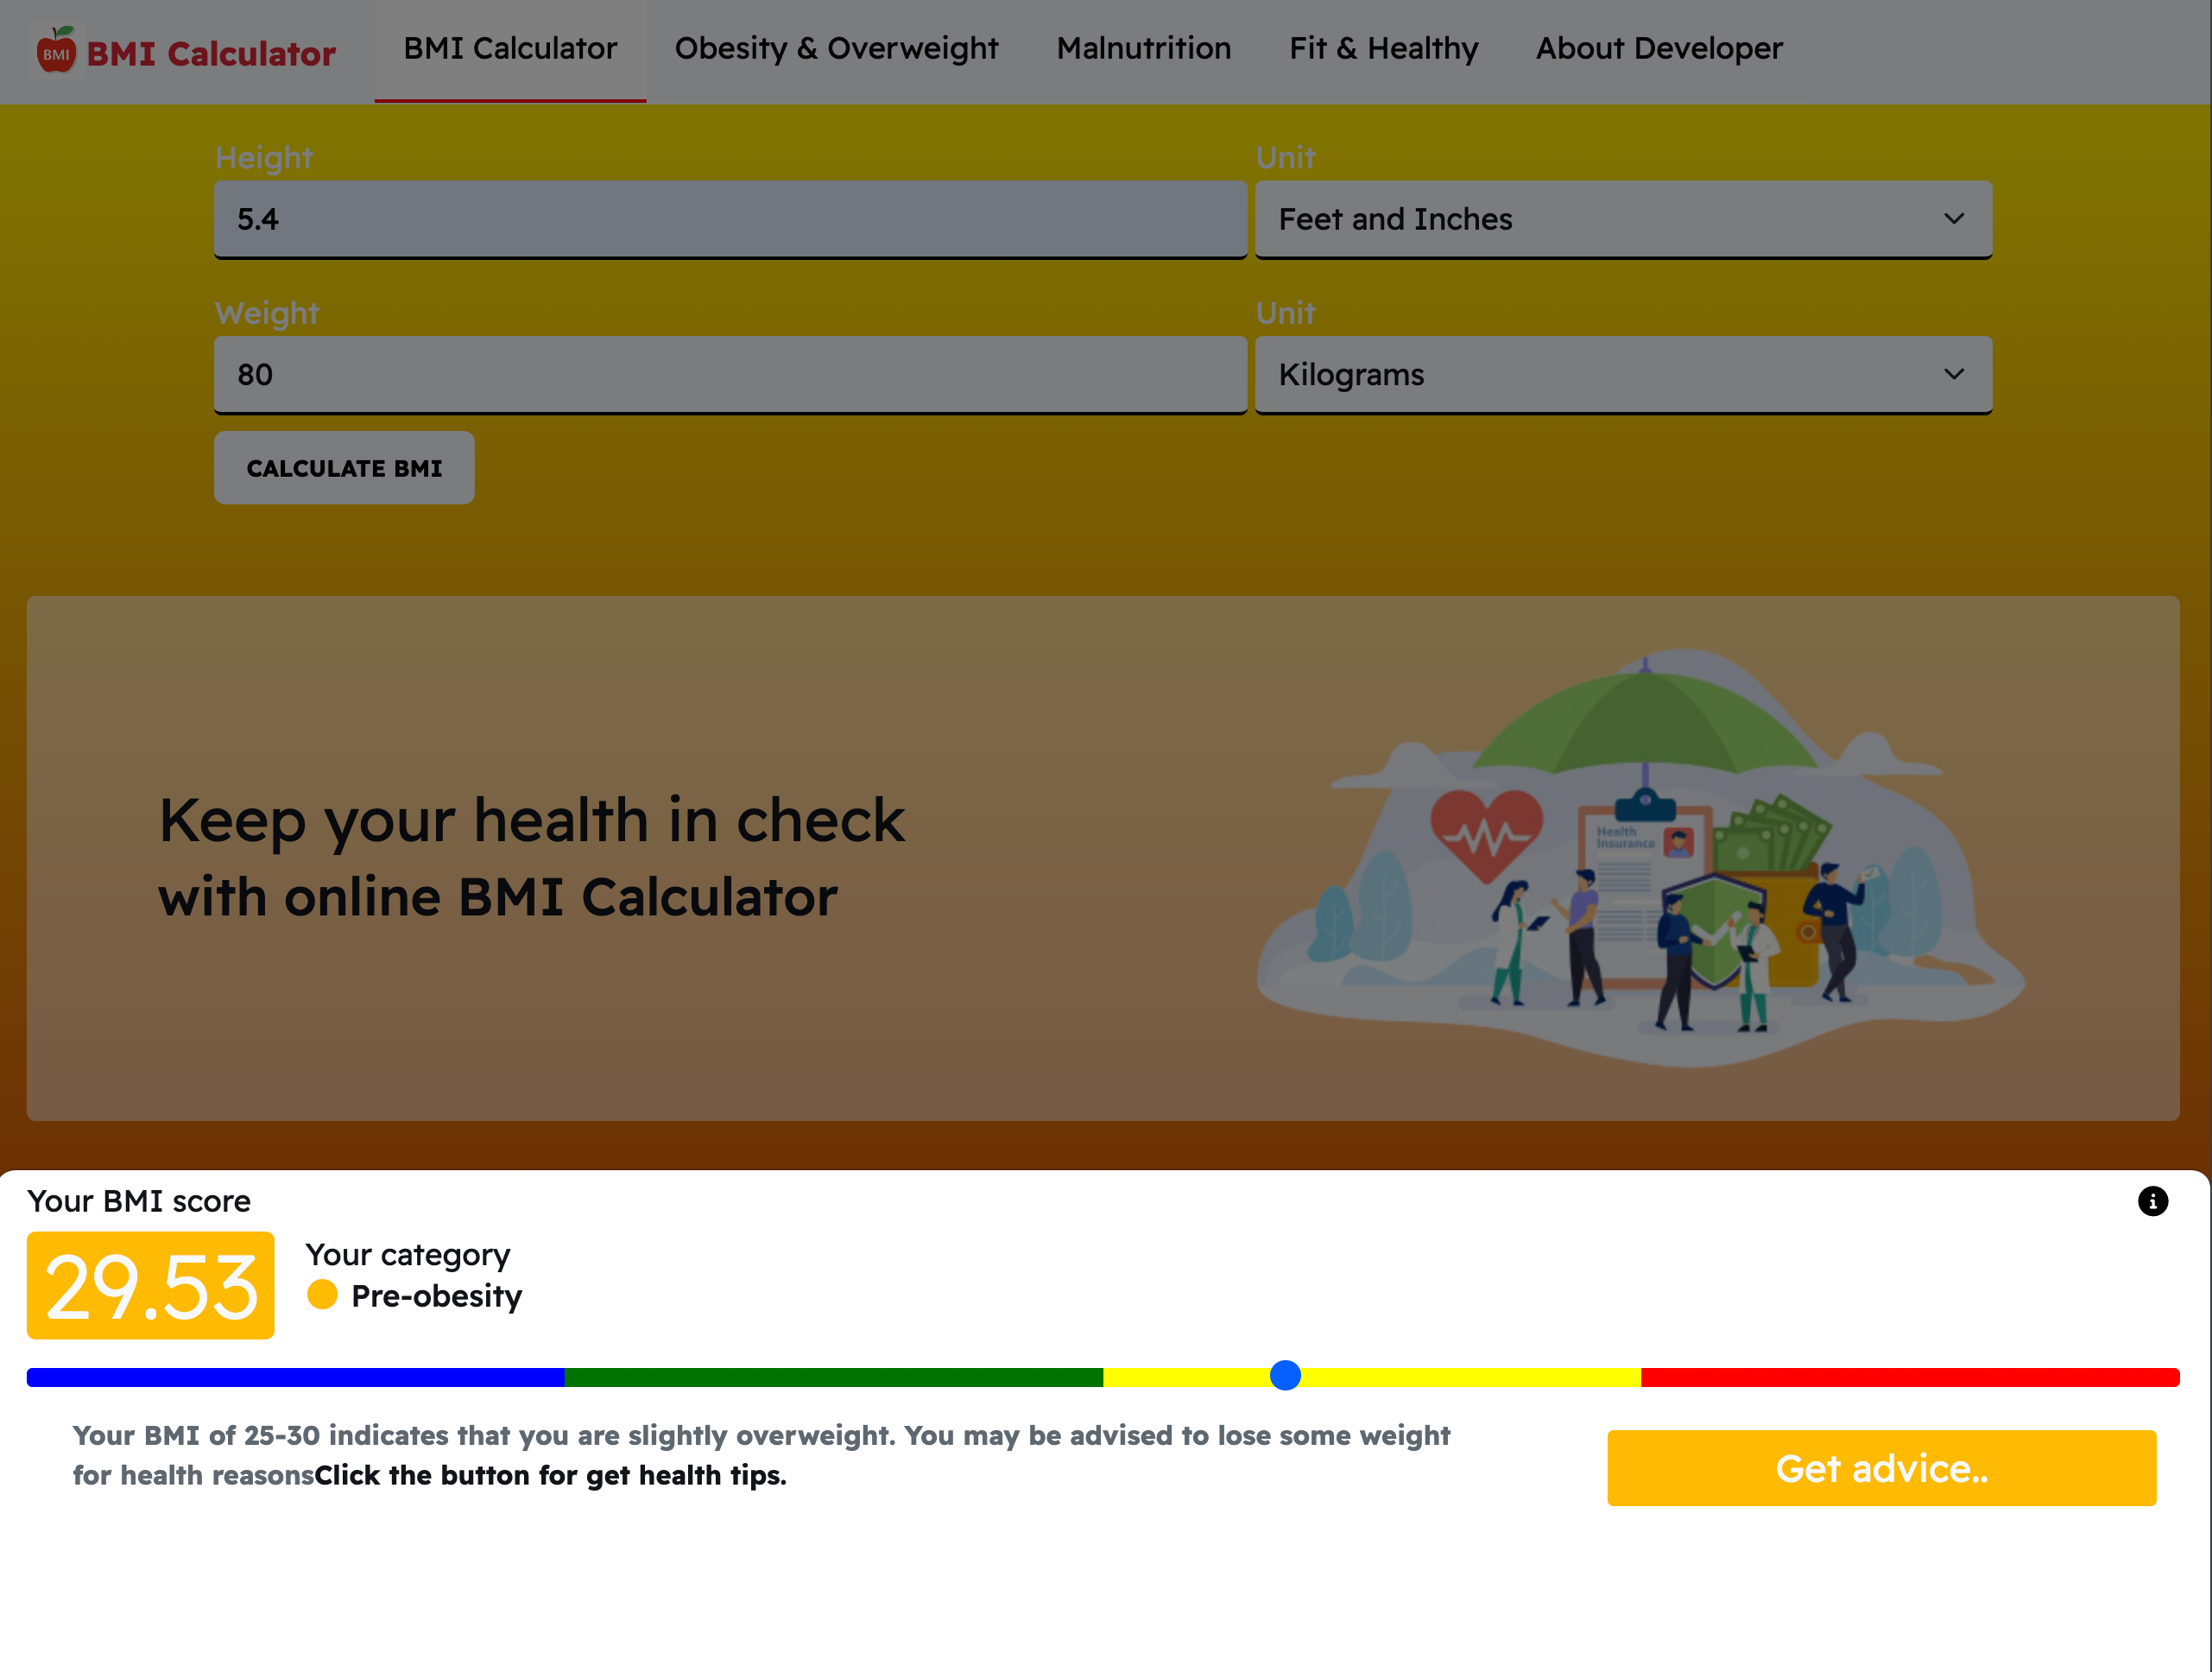 BMI BMI Calculator BMI Calculator Obesity & Overweight Malnutrition Fit & Healthy About Developer
Height Unit
5.4 Feet and Inches
Weight Unit
80 Kilograms
CALCULATE BMI
Keep your health in check
with online BMI Calculator
Health
Insurance
Your BMI score
29.53
Your category
Pre-obesity
Your BMI of 25-30 indicates that you are slightly overweight. You may be advised to lose some weight
for health reasonsClick the button for get health tips.
Get advice..